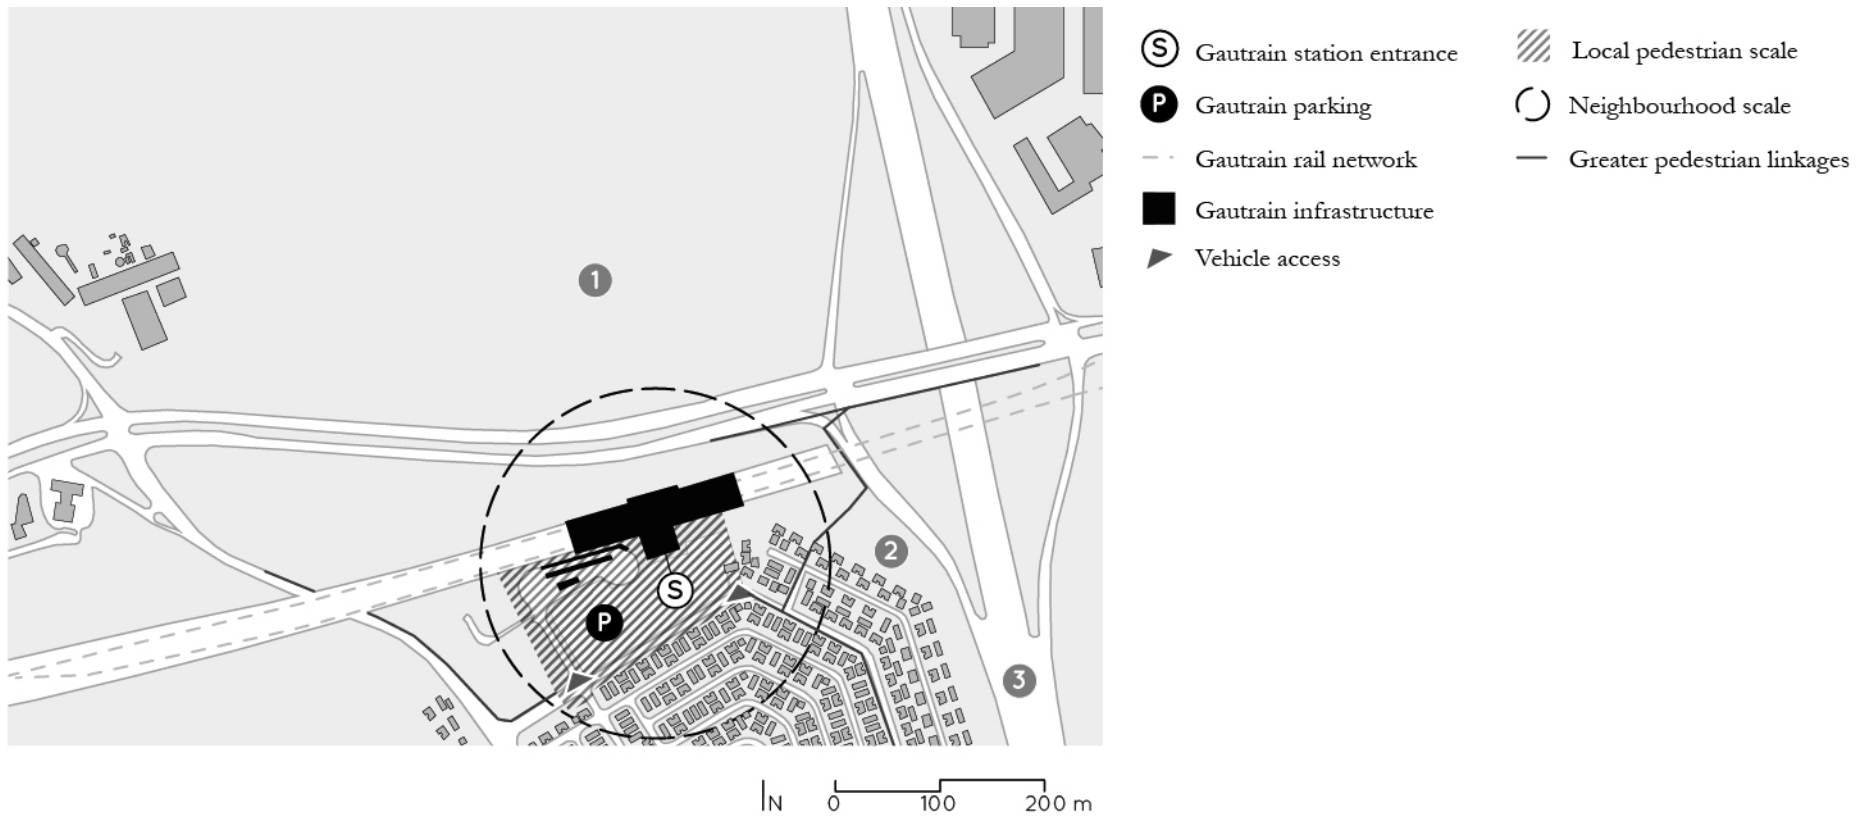 S Gautrain station entrance
P Gautrain parking
Gautrain rail network
Gautrain infrastructure
Vehicle access
Local pedestrian scale
Neighbourhood scale
Greater pedestrian linkages
1
2
S
P
3
N 0 100 200 m